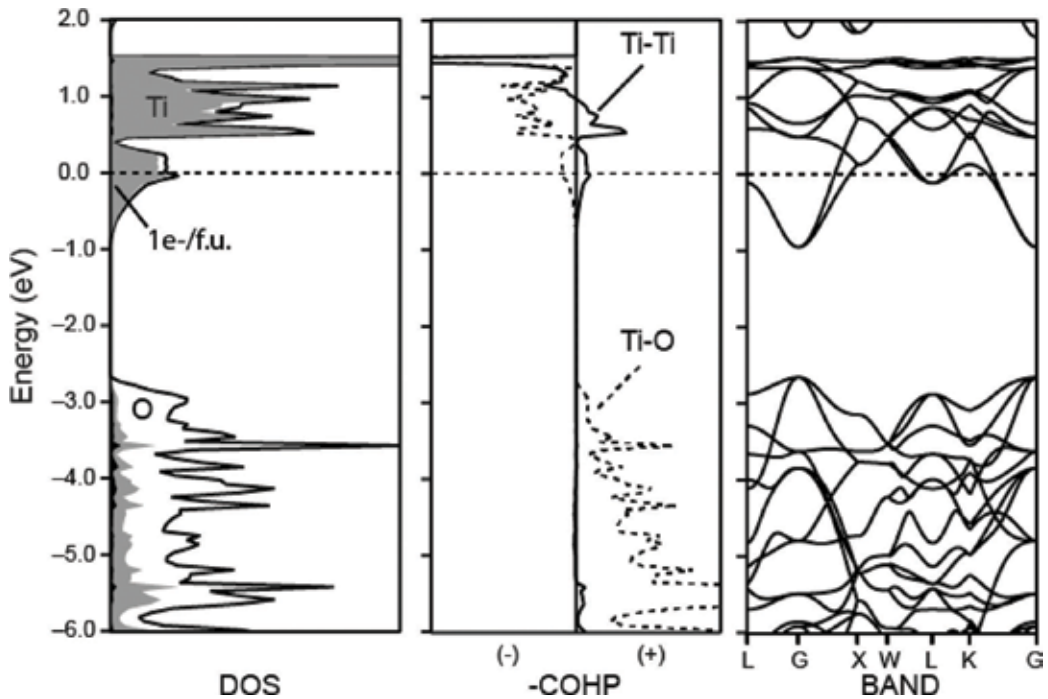 2.0
1.0
0.0
–1.0
–2.0
–3.0
–4.0
–5.0
–6.0
Energy (eV)
Ti
1e-/f.u.
O
DOS
Ti-Ti
Ti-O
(-)
(+)
-COHP
L G X W L K G
BAND